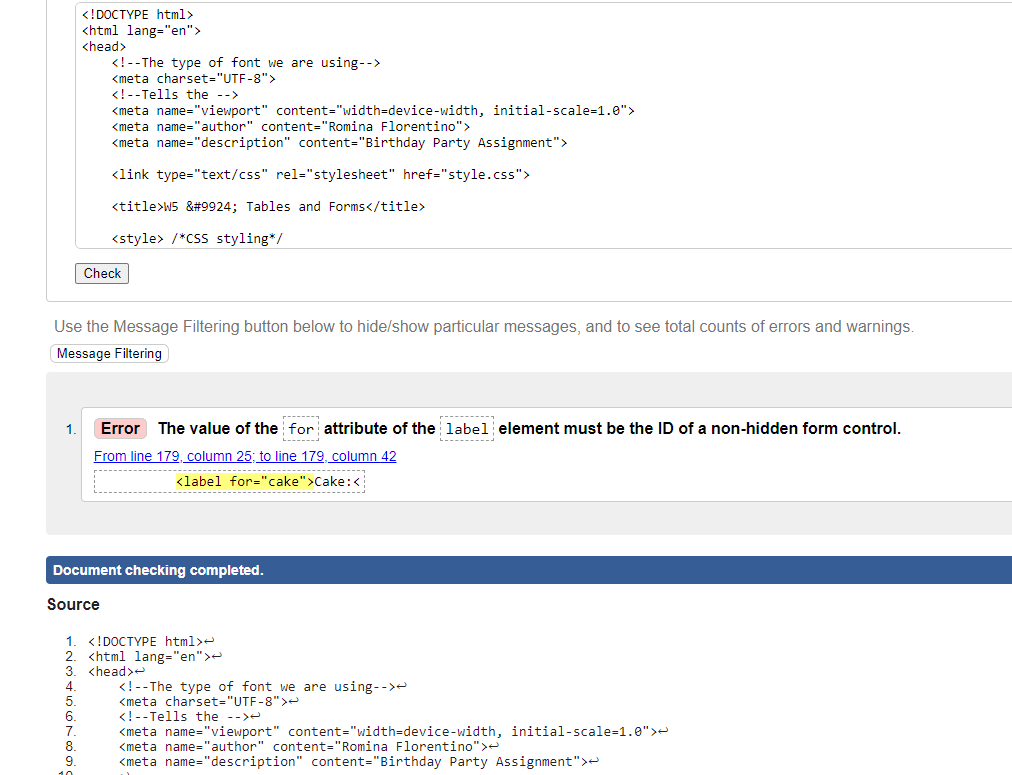 <!DOCTYPE html>
<html lang="en">
<head>
<!--The type of font we are using-->
<meta charset="UTF-8">
<!--Tells the -->
<meta name="viewport" content="width=device-width, initial-scale=1.0">
<meta name="author" content="Romina Florentino">
<meta name="description" content="Birthday Party Assignment">
<link type="text/css" rel="stylesheet" href="style.css">
<title>W5 &#9924; Tables and Forms</title>
<style> /*CSS styling*/
Check
Use the Message Filtering button below to hide/show particular messages, and to see total counts of errors and warnings.
Message Filtering
1. Error The value of the for attribute of the label element must be the ID of a non-hidden form control.
From line 179, column 25; to line 179, column 42
<label for="cake">Cake:<
Document checking completed.
Source
1. <!DOCTYPE html>↩
2. <html lang="en">↩
3. <head>↩
4. <!--The type of font we are using-->↩
5. <meta charset="UTF-8">↩
6. <!--Tells the -->↩
7. <meta name="viewport" content="width=device-width, initial-scale=1.0">↩
8. <meta name="author" content="Romina Florentino">↩
9. <meta name="description" content="Birthday Party Assignment">↩
10.